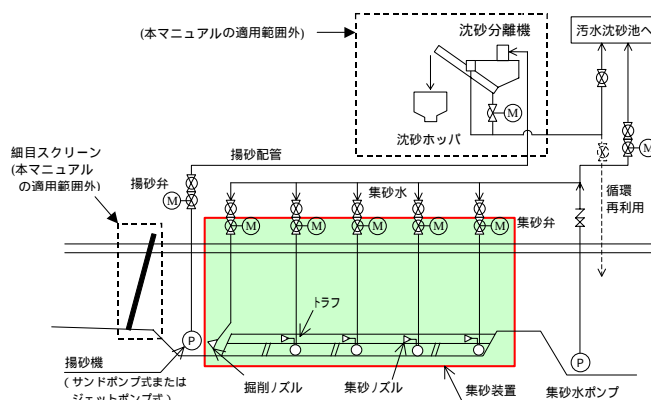 (本マニュアルの適用範囲外)
沈砂分離機
汚水沈砂池へ
M
沈砂ホッパ
細目スクリーン
(本マニュアル
の適用範囲外)
揚砂配管
揚砂弁
M
M
集砂水
循環
再利用
M
M
M
M
M
集砂弁
トラフ
P
P
揚砂機
(サンドポンプ式または
ジェットポンプ式)
掘削ノズル
集砂ノズル
集砂装置
集砂水ポンプ